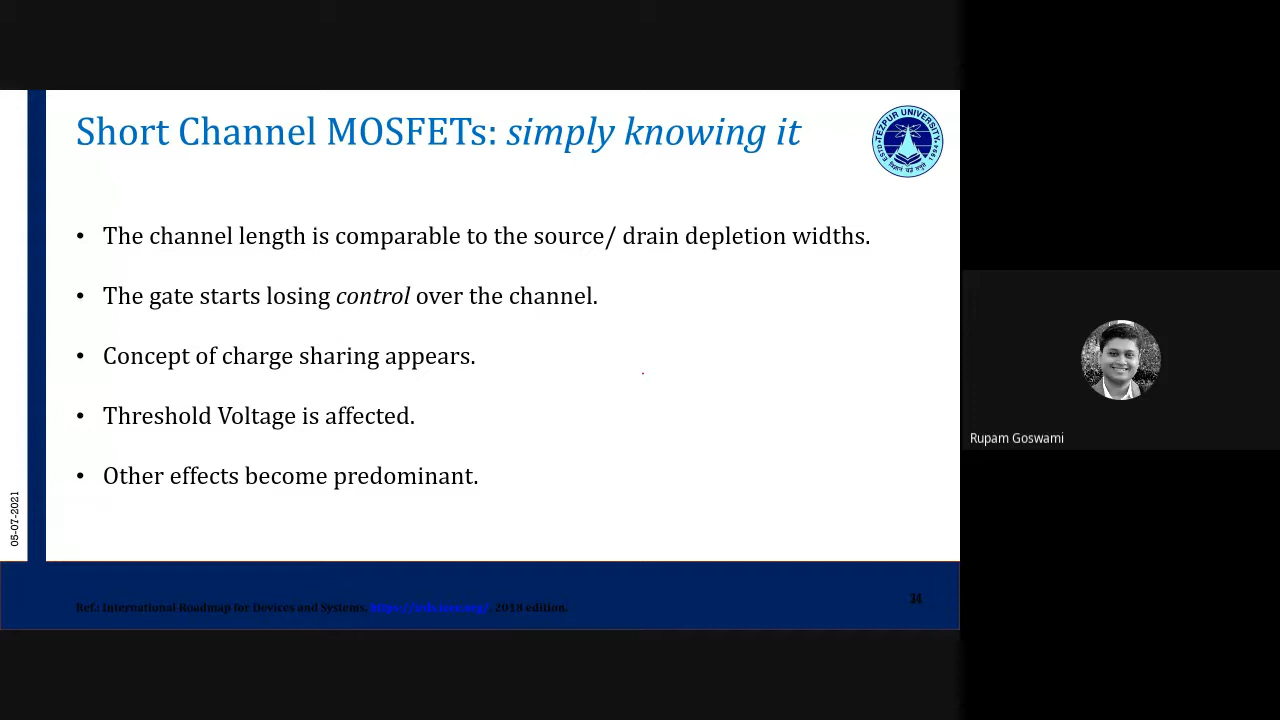 Short Channel MOSFETs: simply knowing it
TEZPUR UNIVERSITY
• The channel length is comparable to the source/ drain depletion widths.
• The gate starts losing control over the channel.
• Concept of charge sharing appears.
• Threshold Voltage is affected.
• Other effects become predominant.
05-07-2021
Ref.: International Roadmap for Devices and Systems, https://irds.ieee.org/, 2018 edition.
34
Rupam Goswami